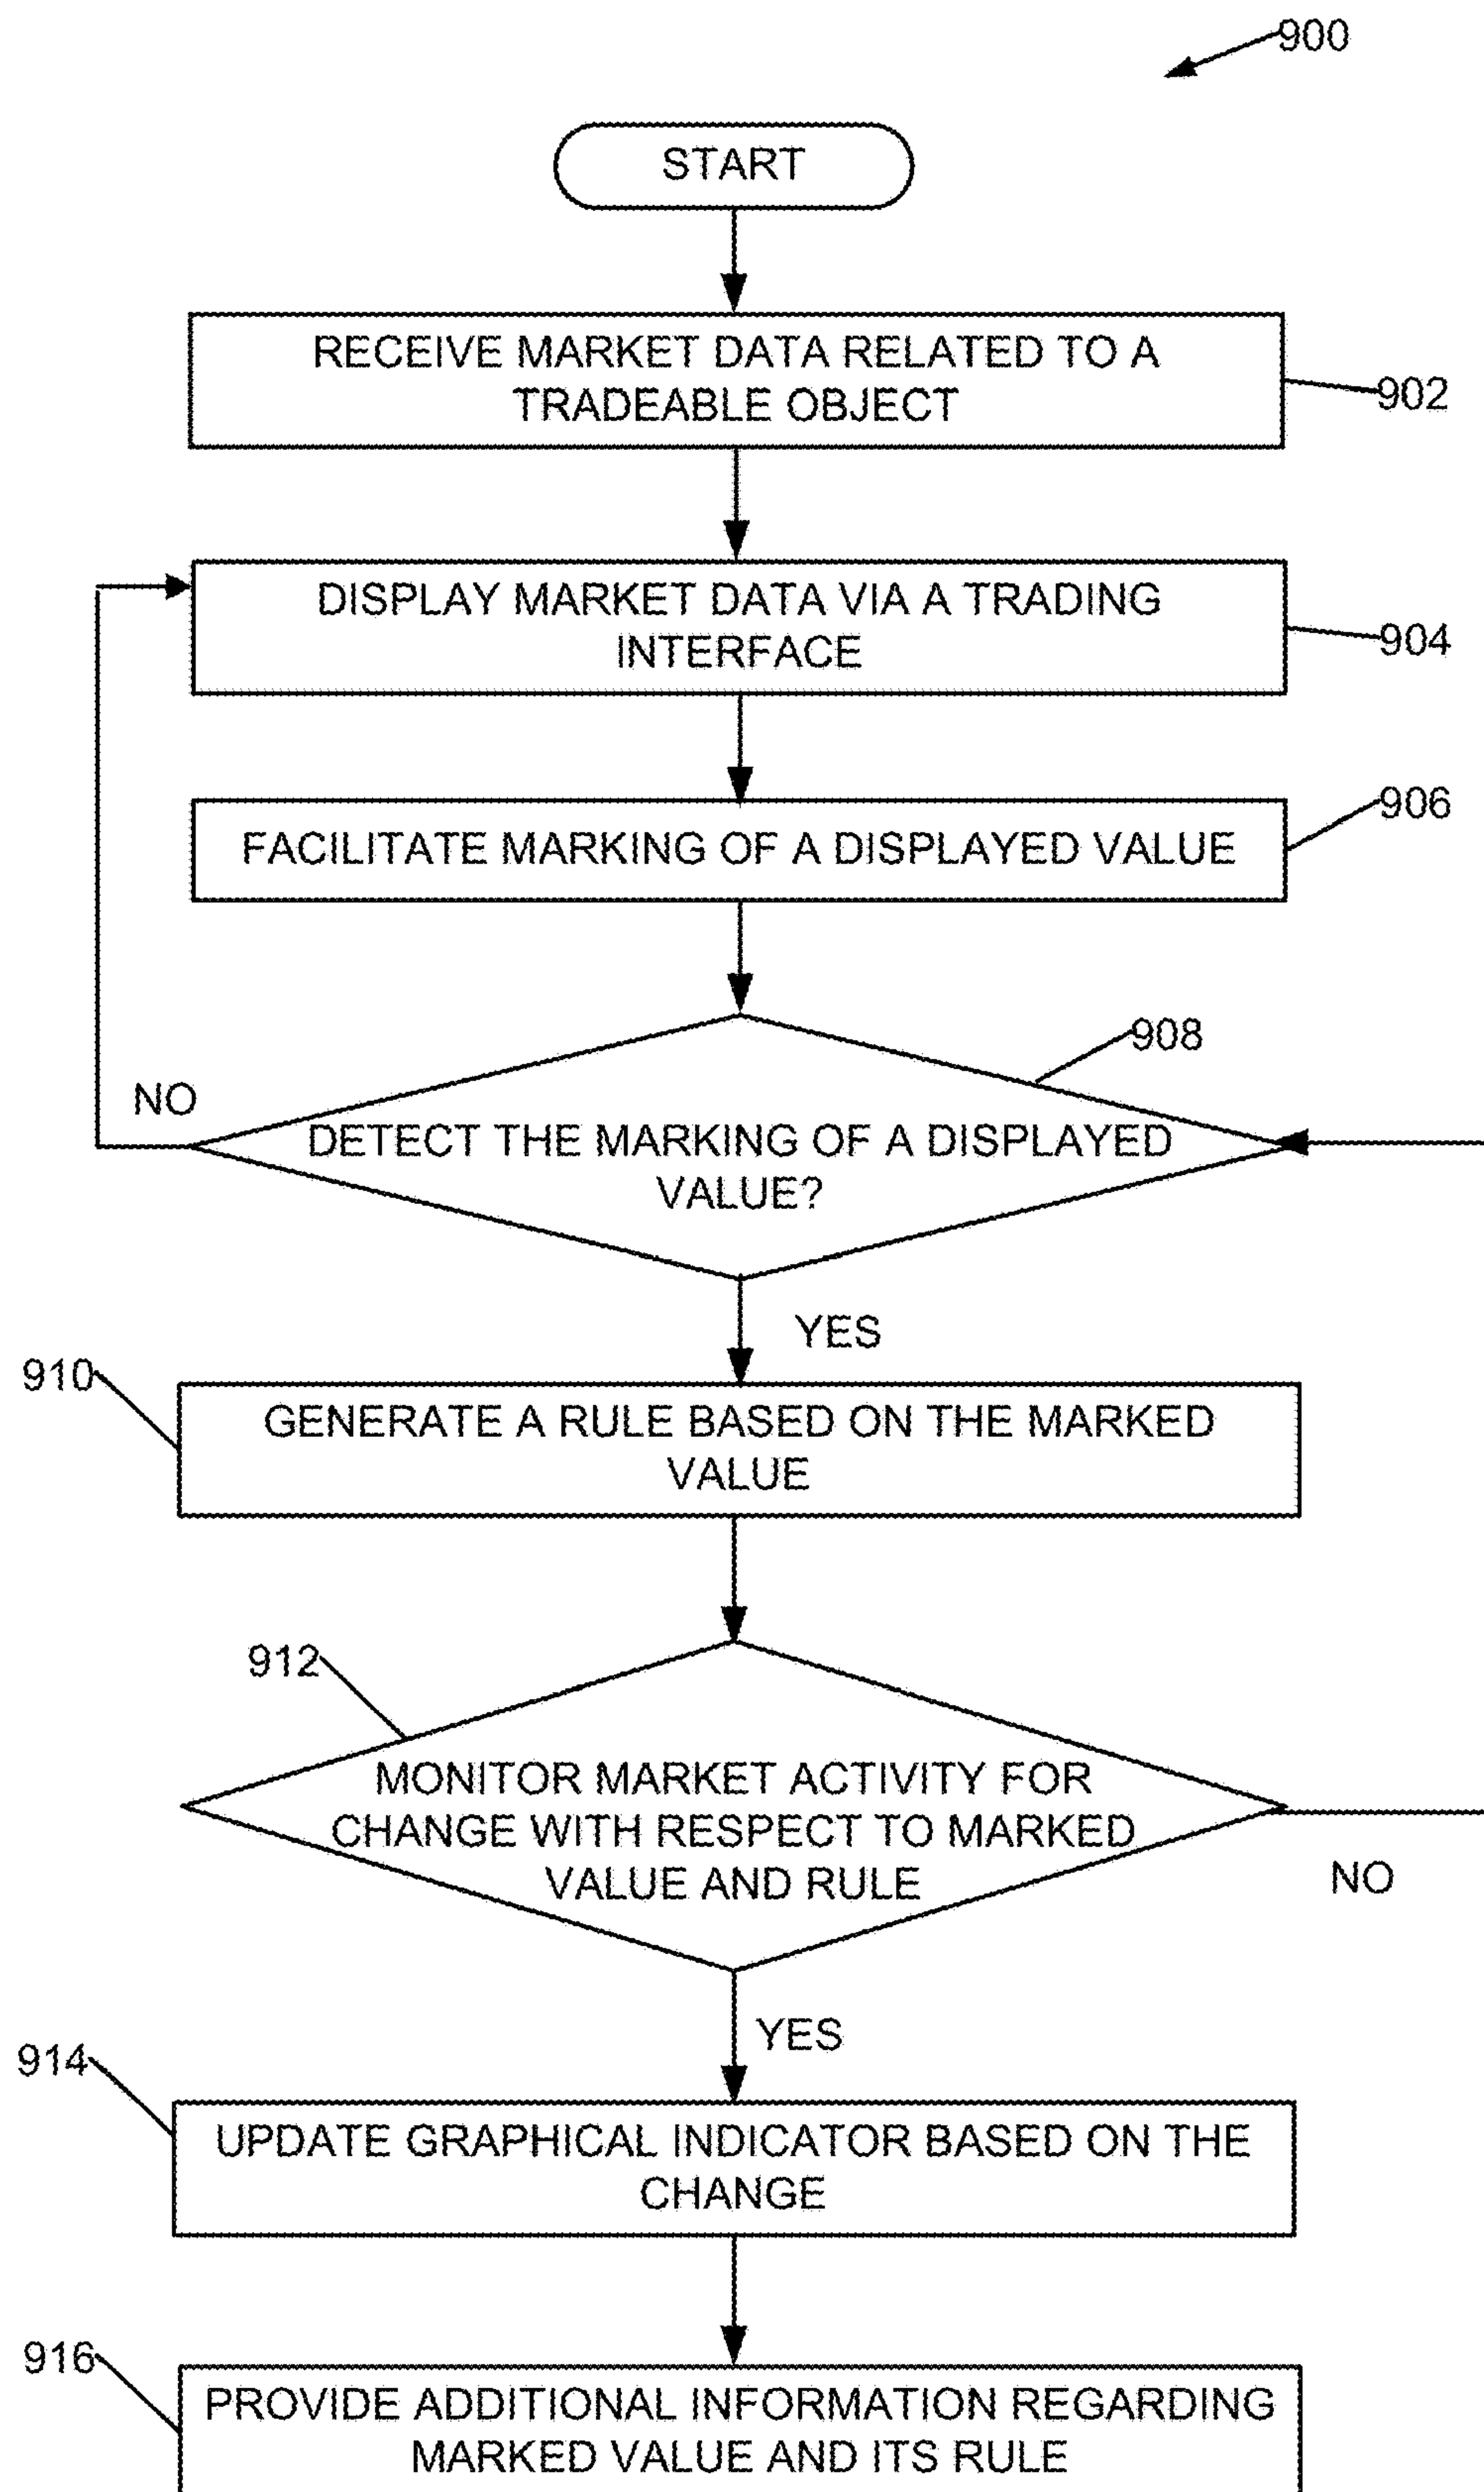 900
START
RECEIVE MARKET DATA RELATED TO A
TRADEABLE OBJECT
902
DISPLAY MARKET DATA VIA A TRADING
INTERFACE
904
906
FACILITATE MARKING OF A DISPLAYED VALUE
908
NO
DETECT THE MARKING OF A DISPLAYED
VALUE?
YES
910
GENERATE A RULE BASED ON THE MARKED
VALUE
912
MONITOR MARKET ACTIVITY FOR
CHANGE WITH RESPECT TO MARKED
VALUE AND RULE
NO
YES
914
UPDATE GRAPHICAL INDICATOR BASED ON THE
CHANGE
916
PROVIDE ADDITIONAL INFORMATION REGARDING
MARKED VALUE AND ITS RULE